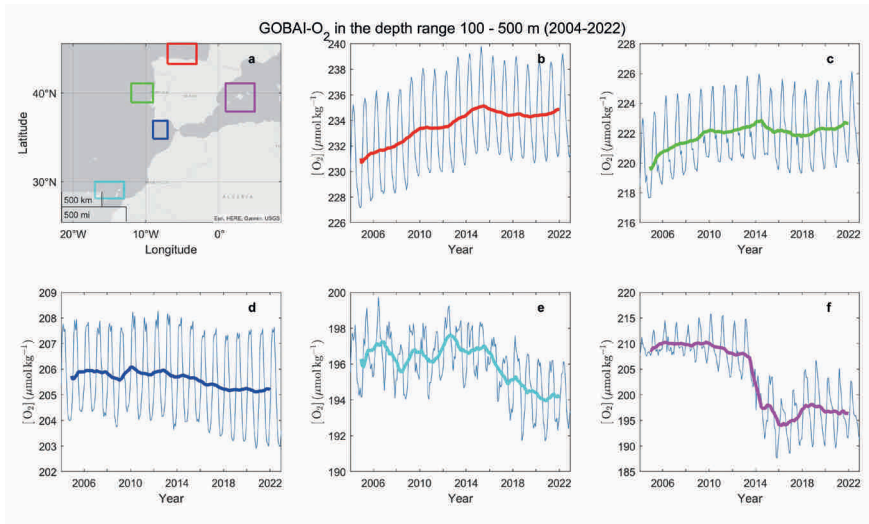 GOBAI-O2 in the depth range 100 - 500 m (2004-2022)
a
40°N
30°N
Latitude
500 km
500 mi
ALGERIA
Esri, HERE, Garmin, USGS
20°W 10°W 0°
Longitude
b
240
238
236
234
232
230
228
226
[O2] (μmol kg−1)
2006 2010 2014 2018 2022
Year
c
228
226
224
222
220
218
216
[O2] (μmol kg−1)
2006 2010 2014 2018 2022
Year
d
209
208
207
206
205
204
203
202
[O2] (μmol kg−1)
2006 2010 2014 2018 2022
Year
e
200
198
196
194
192
190
[O2] (μmol kg−1)
2006 2010 2014 2018 2022
Year
f
220
215
210
205
200
195
190
185
[O2] (μmol kg−1)
2006 2010 2014 2018 2022
Year